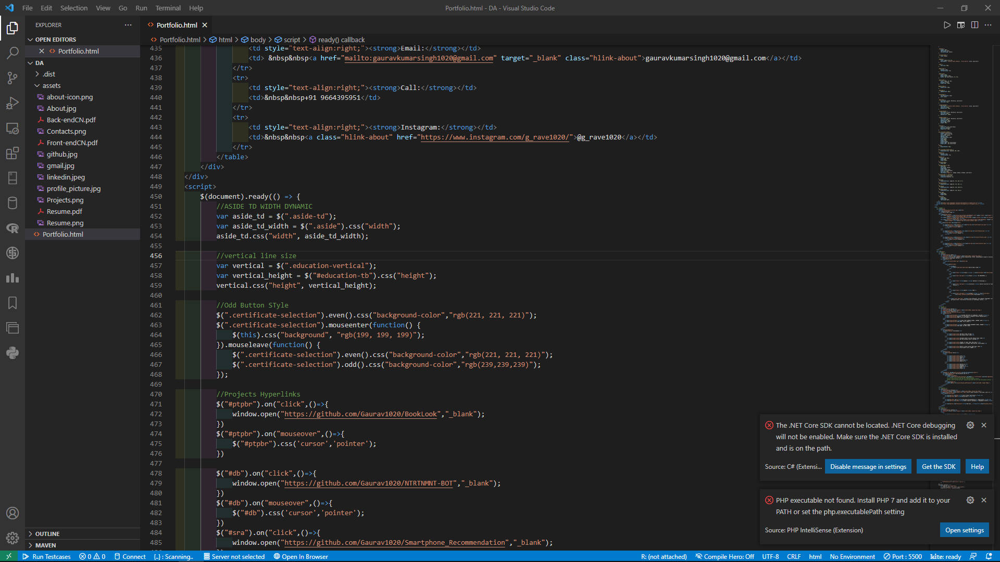 File Edit Selection View Go Run Terminal Help
Portfolio.html - DA - Visual Studio Code
EXPLORER
OPEN EDITORS
Portfolio.html
DA
.dist
assets
about-icon.png
About.jpg
Back-endCN.pdf
Contacts.png
Front-endCN.pdf
github.jpg
gmail.jpg
linkedin.jpeg
profile_picture.jpg
Projects.png
Resume.pdf
Resume.png
Portfolio.html
OUTLINE
MAVEN
Portfolio.html
Portfolio.html > html > body > script > ready() callback
435 <td style="text-align:right;"><strong>Email:</strong></td>
436 <td> &nbsp&nbsp<a href="mailto:gauravkumarsingh1020@gmail.com" target="_blank" class="hlink-about">gauravkumarsingh1020@gmail.com</a></td>
437 </tr>
438 <tr>
439 <td style="text-align:right;"><strong>Call:</strong></td>
440 <td>&nbsp&nbsp+91 9664395951</td>
441 </tr>
442 <tr>
443 <td style="text-align:right;"><strong>Instagram:</strong></td>
444 <td>&nbsp&nbsp<a class="hlink-about" href="https://www.instagram.com/g_rave1020/">@g_rave1020</a></td>
445 </tr>
446 </table>
447 </div>
448 </div>
449 <script>
450 $(document).ready(() => {
451 //ASIDE TD WIDTH DYNAMIC
452 var aside_td = $(".aside-td");
453 var aside_td_width = $(".aside").css("width");
454 aside_td.css("width", aside_td_width);
455
456 //vertical line size
457 var vertical = $(".education-vertical");
458 var vertical_height = $("#education-tb").css("height");
459 vertical.css("height", vertical_height);
460
461 //Odd Button STyle
462 $(".certificate-selection").even().css("background-color","rgb(221, 221, 221)");
463 $(".certificate-selection").mouseenter(function() {
464 $(this).css("background", "rgb(199, 199, 199)");
465 }).mouseleave(function() {
466 $(".certificate-selection").even().css("background-color","rgb(221, 221, 221)");
467 $(".certificate-selection").odd().css("background-color","rgb(239,239,239)");
468 });
469
470 //Projects Hyperlinks
471 $("#ptpbr").on("click",()=>{
472 window.open("https://github.com/Gaurav1020/BookLook","_blank");
473 })
474 $("#ptpbr").on("mouseover",()=>{
475 $("#ptpbr").css('cursor','pointer');
476 })
477
478 $("#db").on("click",()=>{
479 window.open("https://github.com/Gaurav1020/NTRTNMNT-BOT","_blank");
480 })
481 $("#db").on("mouseover",()=>{
482 $("#db").css('cursor','pointer');
483 })
484 $("#sra").on("click",()=>{
485 window.open("https://github.com/Gaurav1020/Smartphone_Recommendation","_blank");
The .NET Core SDK cannot be located. .NET Core debugging
will not be enabled. Make sure the .NET Core SDK is installed
and is on the path.
Source: C# (Extensi... Disable message in settings Get the SDK Help
PHP executable not found. Install PHP 7 and add it to your
PATH or set the php.executablePath setting
Source: PHP IntelliSense (Extension) Open settings
Run Testcases 0 0 Connect {..} : Scanning.. Server not selected Open In Browser R: (not attached) Compile Hero: Off UTF-8 CRLF html No Environment Port : 5500 kite: ready